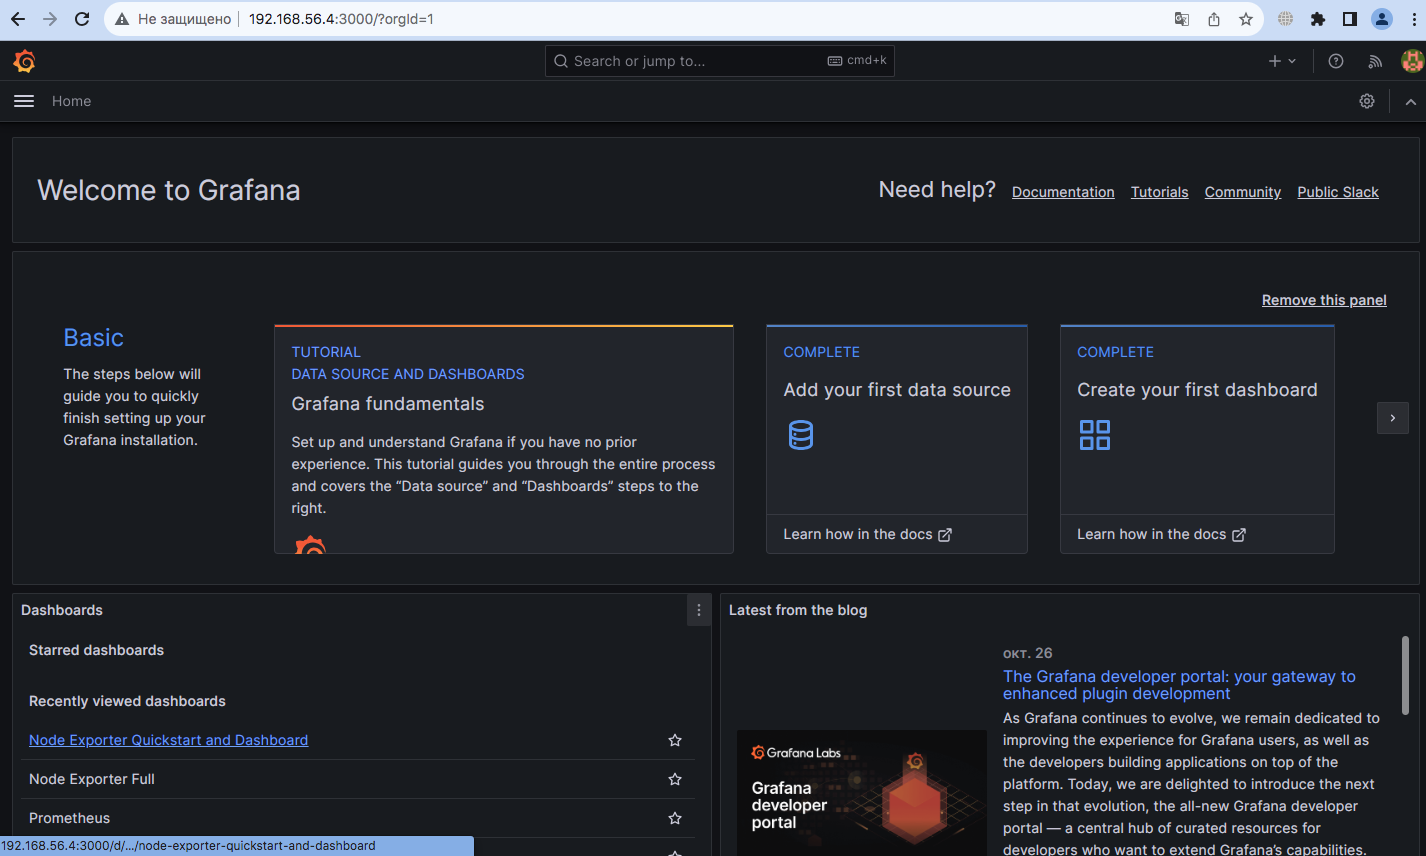 Не защищено
192.168.56.4:3000/?orgId=1
Search or jump to...
cmd+k
Home
Welcome to Grafana
Need help?
Documentation
Tutorials
Community
Public Slack
Remove this panel
Basic
The steps below will
guide you to quickly
finish setting up your
Grafana installation.
TUTORIAL
DATA SOURCE AND DASHBOARDS
Grafana fundamentals
Set up and understand Grafana if you have no prior
experience. This tutorial guides you through the entire process
and covers the “Data source” and “Dashboards” steps to the
right.
COMPLETE
Add your first data source
Learn how in the docs
COMPLETE
Create your first dashboard
Learn how in the docs
Dashboards
Starred dashboards
Recently viewed dashboards
Node Exporter Quickstart and Dashboard
Node Exporter Full
Prometheus
192.168.56.4:3000/d/.../node-exporter-quickstart-and-dashboard
Latest from the blog
Grafana Labs
Grafana
developer
portal
окт. 26
The Grafana developer portal: your gateway to
enhanced plugin development
As Grafana continues to evolve, we remain dedicated to
improving the experience for Grafana users, as well as
the developers building applications on top of the
platform. Today, we are delighted to introduce the next
step in that evolution, the all-new Grafana developer
portal — a central hub of curated resources for
developers who want to extend Grafana’s capabilities.